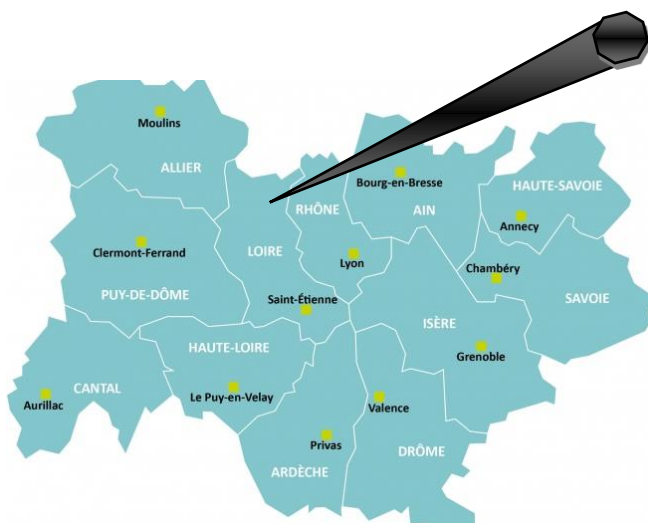 Moulins
ALLIER
Bourg-en-Bresse
HAUTE-SAVOIE
RHÔNE
AIN
Annecy
Clermont-Ferrand
LOIRE
Lyon
Chambéry
PUY-DE-DÔME
Saint-Étienne
SAVOIE
ISÈRE
HAUTE-LOIRE
Grenoble
CANTAL
Aurillac
Le Puy-en-Velay
Valence
Privas
DRÔME
ARDÈCHE